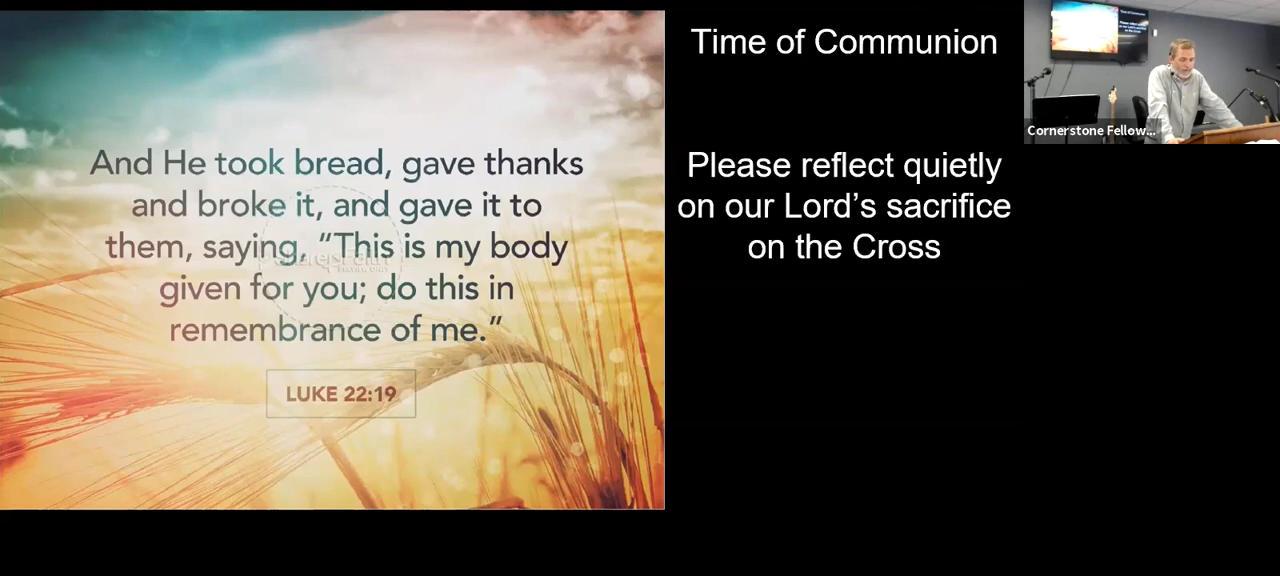 And He took bread, gave thanks
and broke it, and gave it to
them, saying, “This is my body
given for you; do this in
remembrance of me.”
LUKE 22:19
Time of Communion
Please reflect quietly
on our Lord’s sacrifice
on the Cross
Cornerstone Fellow...